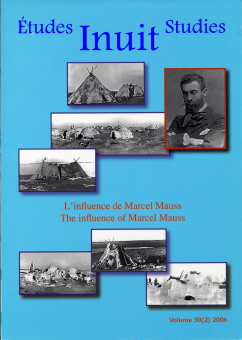 Études Inuit Studies
L'influence de Marcel Mauss
The influence of Marcel Mauss
Volume 30(2) 2006